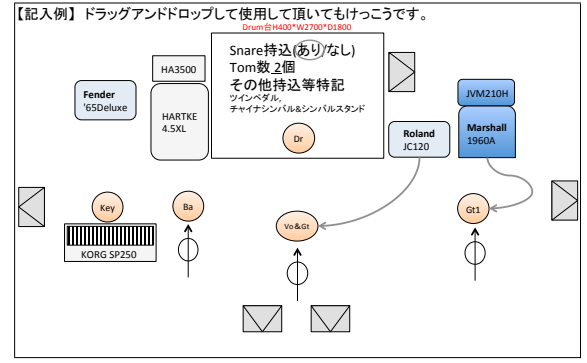 【記入例】 ドラッグアンドドロップして使用して頂いてもけっこうです。
Drum台H400*W2700*D1800
Snare持込(あり/なし)
Tom数 2個
その他持込等特記
ツインペダル,
チャイナシンバル&シンバルスタンド
Dr
HA3500
HARTKE
4.5XL
Fender
'65Deluxe
JVM210H
Marshall
1960A
Roland
JC120
Key
KORG SP250
Ba
Vo&Gt
Gt1